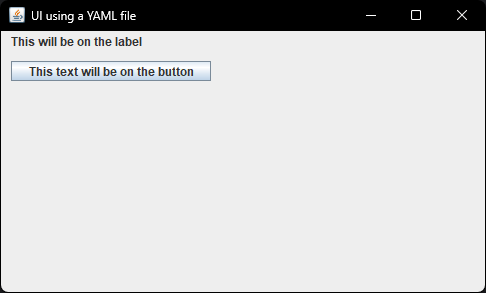 UI using a YAML file
This will be on the label
This text will be on the button